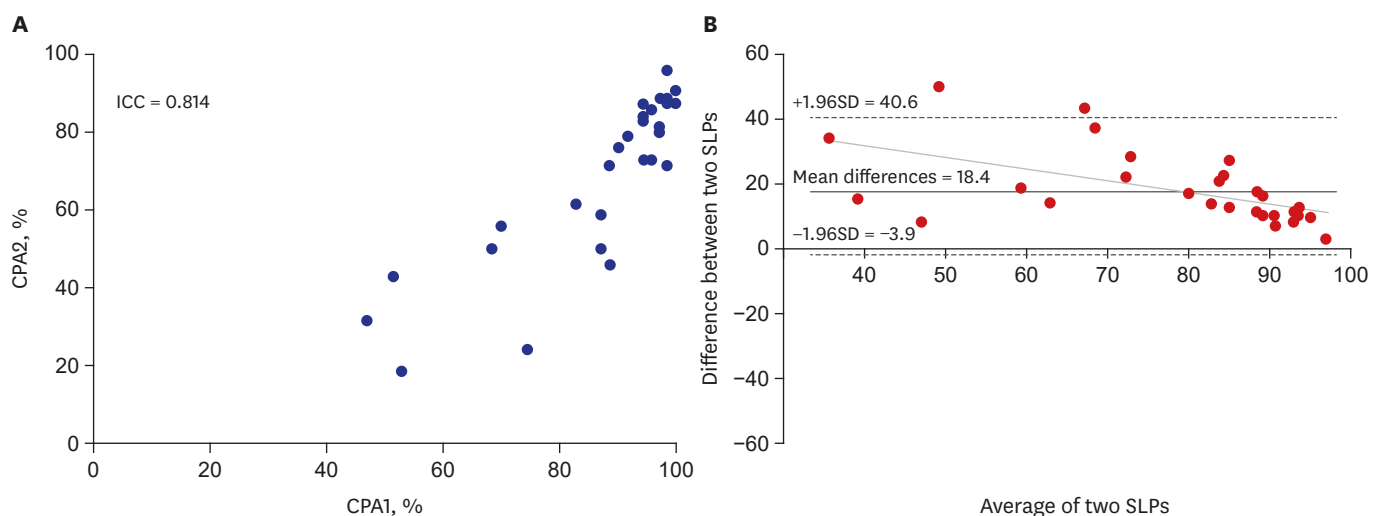 A
100
80
60
40
20
0
CPA2, %
ICC = 0.814
0 20 40 60 80 100
CPA1, %
B
60
40
20
0
−20
−40
−60
Difference between two SLPs
+1.96SD = 40.6
Mean differences = 18.4
−1.96SD = −3.9
40 50 60 70 80 90 100
Average of two SLPs